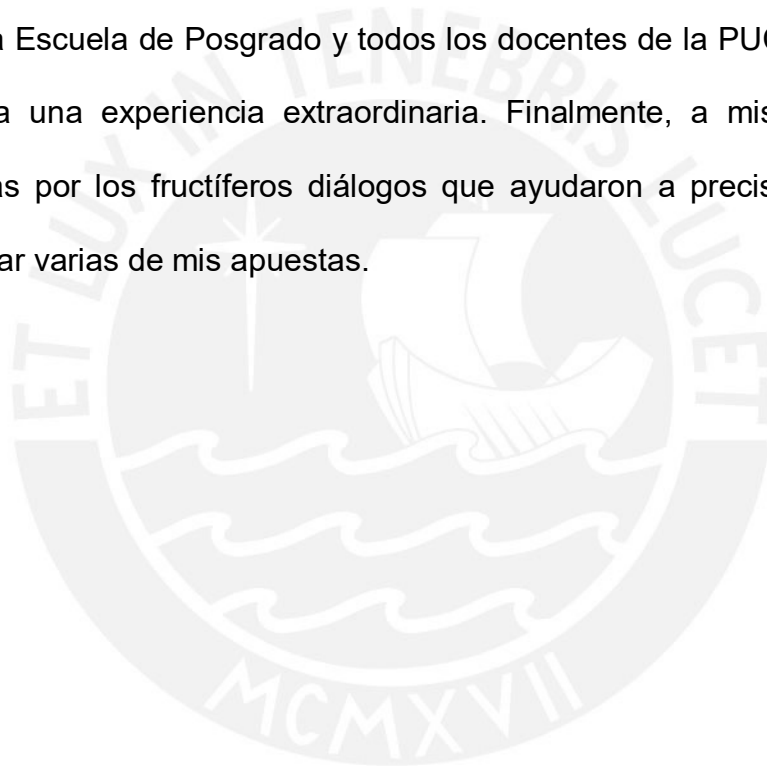 a Escuela de Posgrado y todos los docentes de la PUC
a una experiencia extraordinaria. Finalmente, a mis
as por los fructíferos diálogos que ayudaron a precis
ar varias de mis apuestas.
ET LUX IN TENEBRIS LUCET
MCMXVII